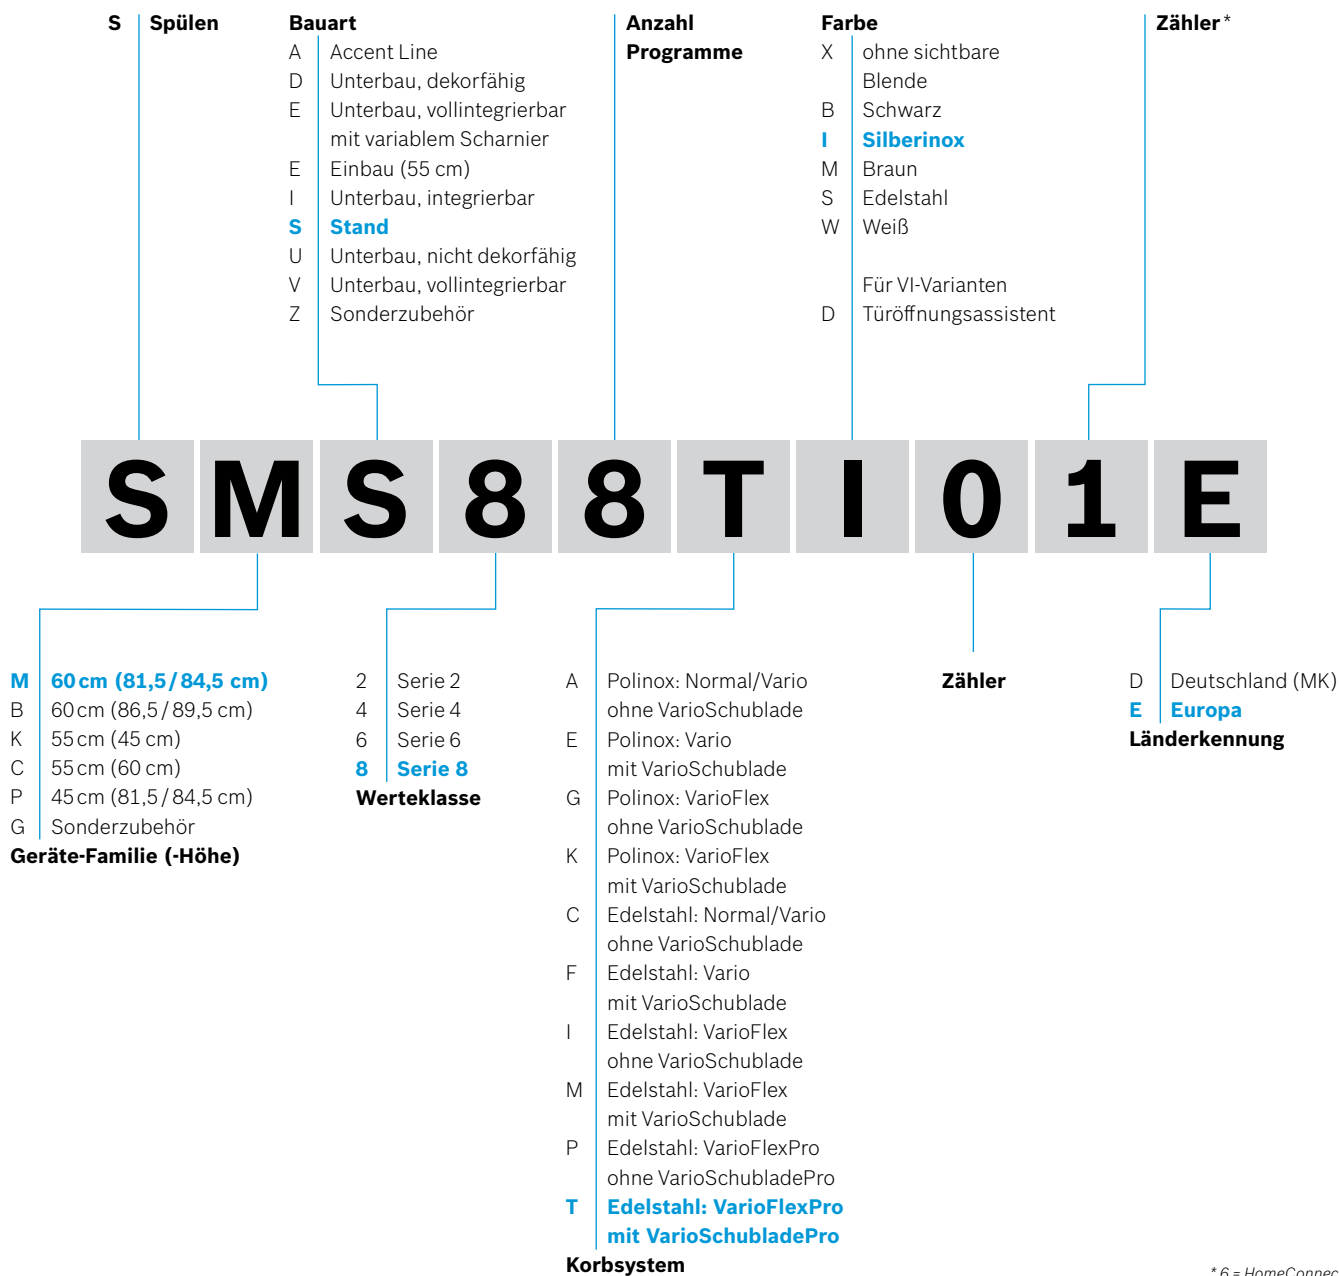 S Spülen
Bauart
A Accent Line
D Unterbau, dekorfähig
E Unterbau, vollintegrierbar
mit variablem Scharnier
E Einbau (55 cm)
I Unterbau, integrierbar
S Stand
U Unterbau, nicht dekorfähig
V Unterbau, vollintegrierbar
Z Sonderzubehör
Anzahl
Programme
Farbe
X ohne sichtbare
Blende
B Schwarz
I Silberinox
M Braun
S Edelstahl
W Weiß
Für VI-Varianten
D Türöffnungsassistent
Zähler*
S M S 8 8 T I 0 1 E
M 60 cm (81,5 / 84,5 cm)
B 60 cm (86,5 / 89,5 cm)
K 55 cm (45 cm)
C 55 cm (60 cm)
P 45 cm (81,5 / 84,5 cm)
G Sonderzubehör
Geräte-Familie (-Höhe)
2 Serie 2
4 Serie 4
6 Serie 6
8 Serie 8
Werteklasse
A Polinox: Normal/Vario
ohne VarioSchublade
E Polinox: Vario
mit VarioSchublade
G Polinox: VarioFlex
ohne VarioSchublade
K Polinox: VarioFlex
mit VarioSchublade
C Edelstahl: Normal/Vario
ohne VarioSchublade
F Edelstahl: Vario
mit VarioSchublade
I Edelstahl: VarioFlex
ohne VarioSchublade
M Edelstahl: VarioFlex
mit VarioSchublade
P Edelstahl: VarioFlexPro
ohne VarioSchubladePro
T Edelstahl: VarioFlexPro
mit VarioSchubladePro
Korbsystem
Zähler
D Deutschland (MK)
E Europa
Länderkennung
* 6 = HomeConnec